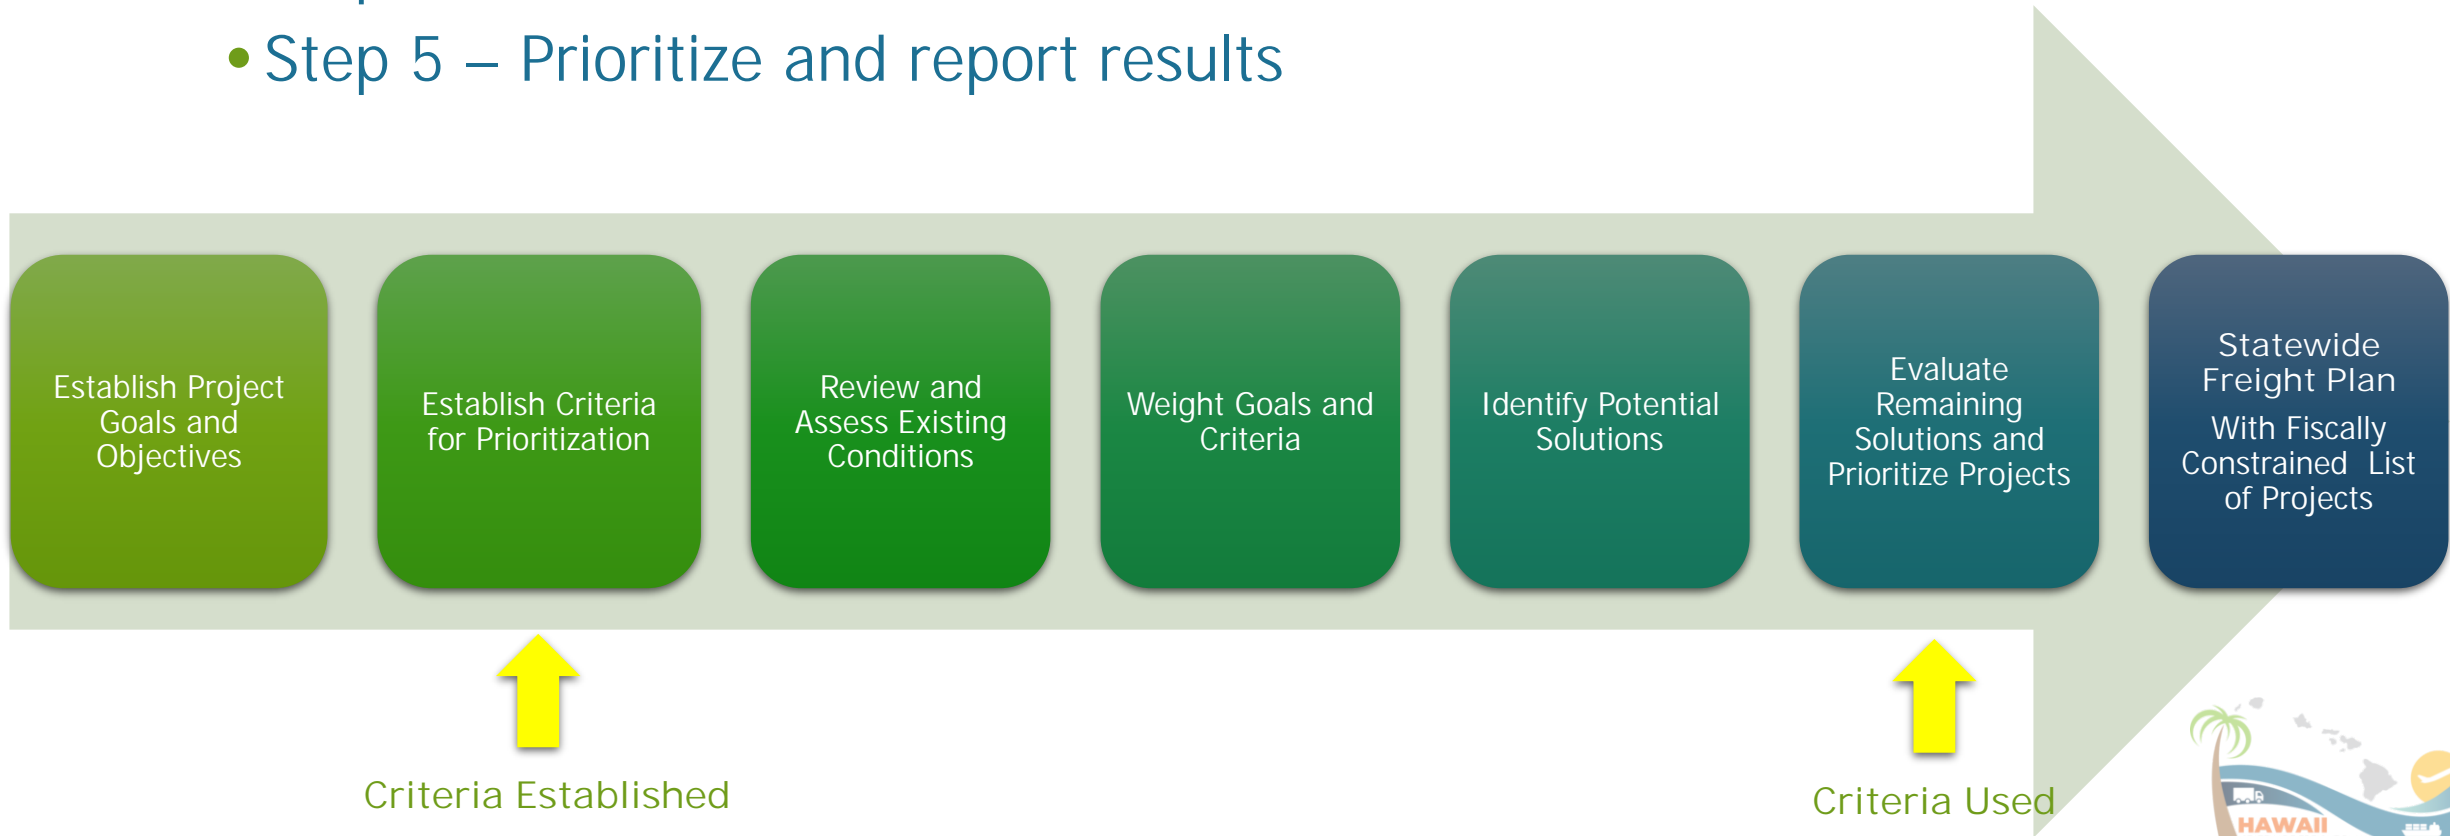 • Step 5 – Prioritize and report results
Establish Project
Goals and
Objectives
Establish Criteria
for Prioritization
Review and
Assess Existing
Conditions
Weight Goals and
Criteria
Identify Potential
Solutions
Evaluate
Remaining
Solutions and
Prioritize Projects
Statewide
Freight Plan
With Fiscally
Constrained List
of Projects
Criteria Established
Criteria Used
HAWAII